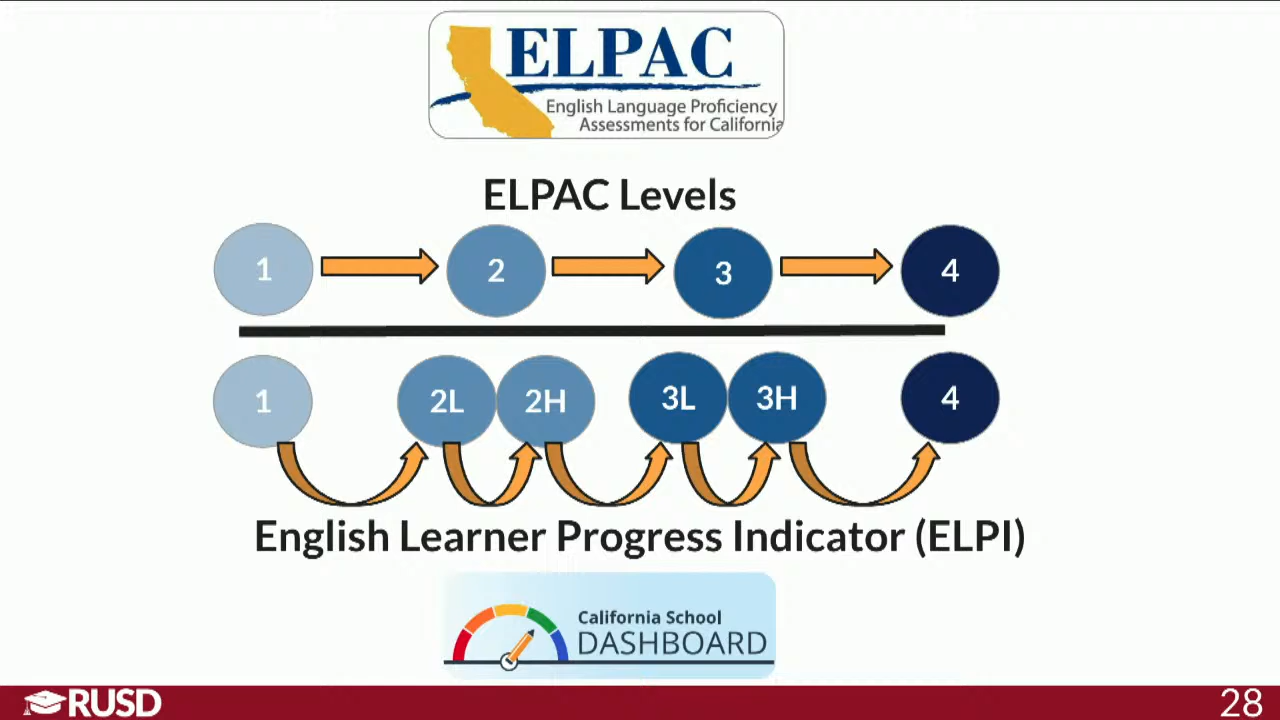 ELPAC
English Language Proficiency
Assessments for California
ELPAC Levels
1 2 3 4
1 2L 2H 3L 3H 4
English Learner Progress Indicator (ELPI)
California School
DASHBOARD
RUSD
28